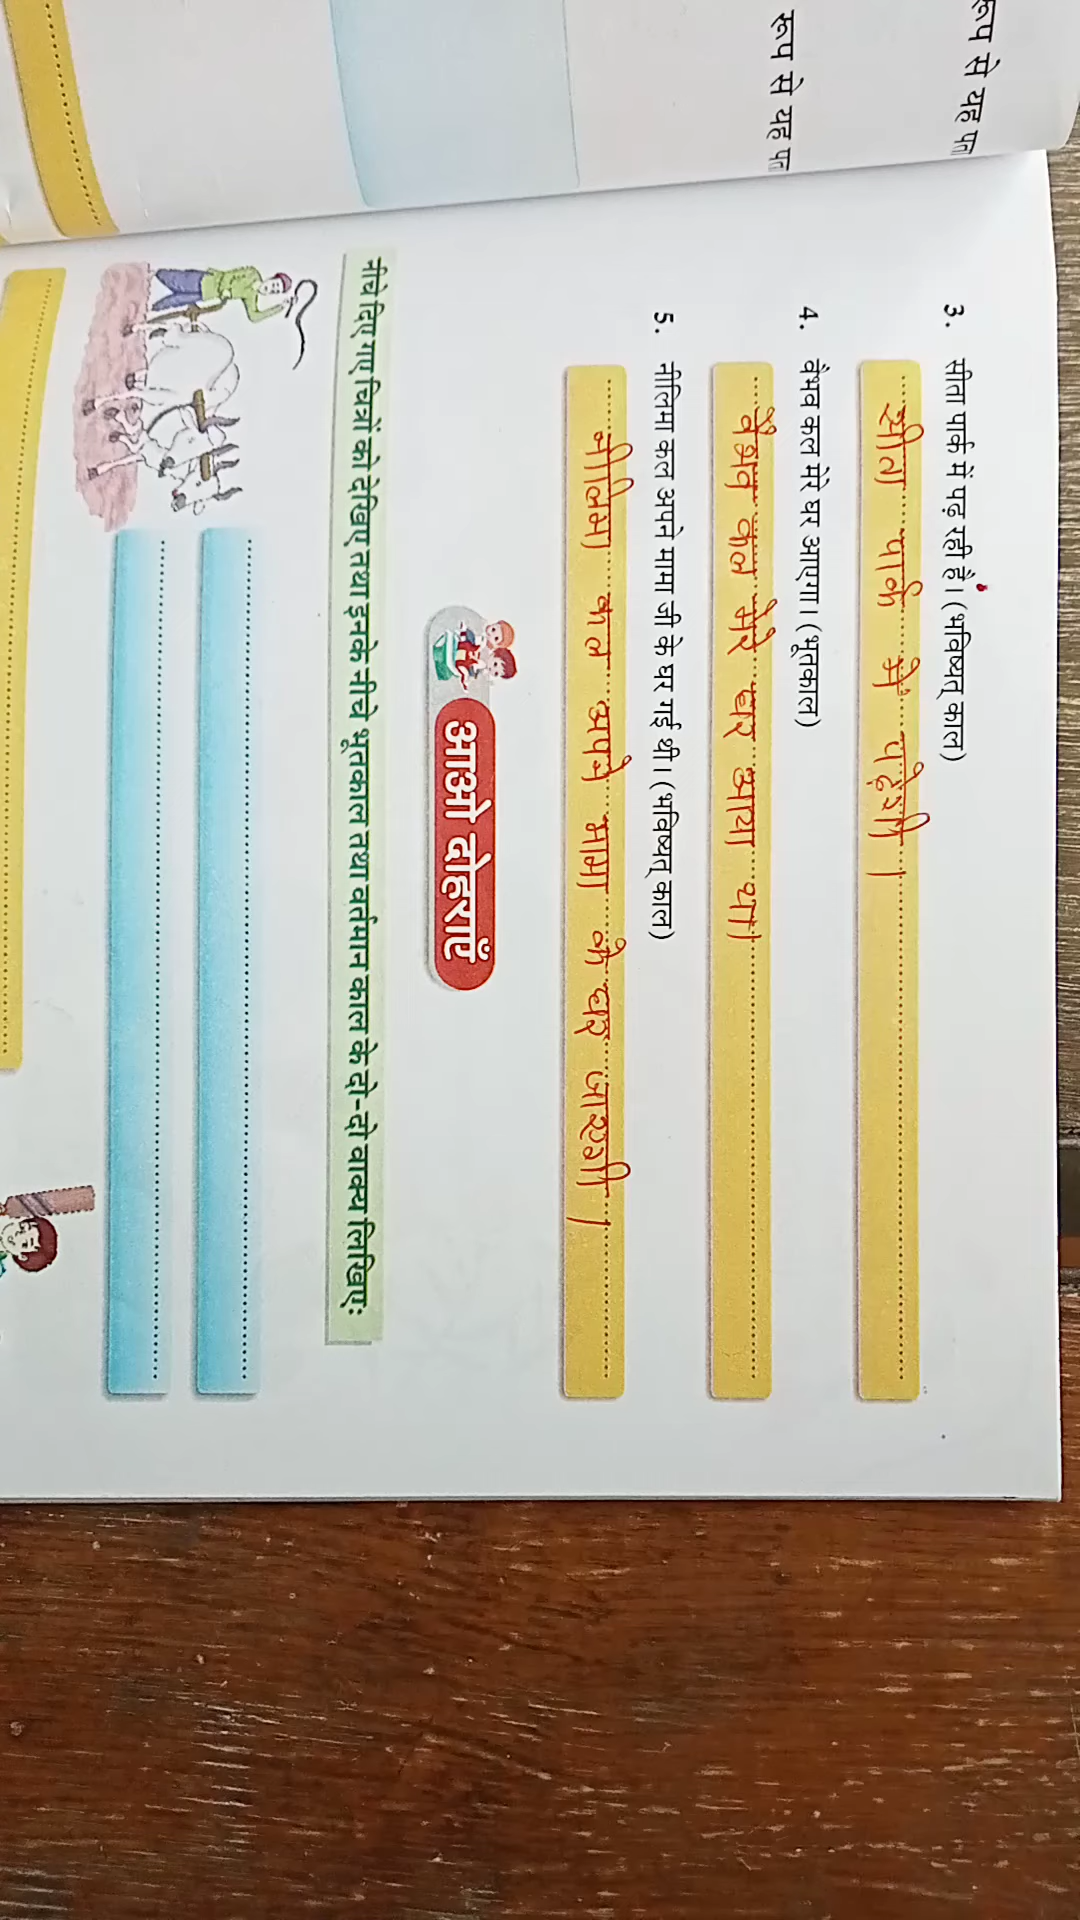 रूप से यह पता
रूप से यह पत
3. सीता पार्क में पढ़ रही है। (भविष्यत् काल)
सीता पार्क में पढ़ेगी।
4. वैभव कल मेरे घर आएगा। (भूतकाल)
वैभव कल मेरे घर आया था।
5. नीलिमा कल अपने मामा जी के घर गई थी। (भविष्यत् काल)
नीलिमा कल अपने मामा के घर जाएगी।
आओ दोहराएँ
नीचे दिए गए चित्रों को देखिए तथा इनके नीचे भूतकाल तथा वर्तमान काल के दो-दो वाक्य लिखिए: